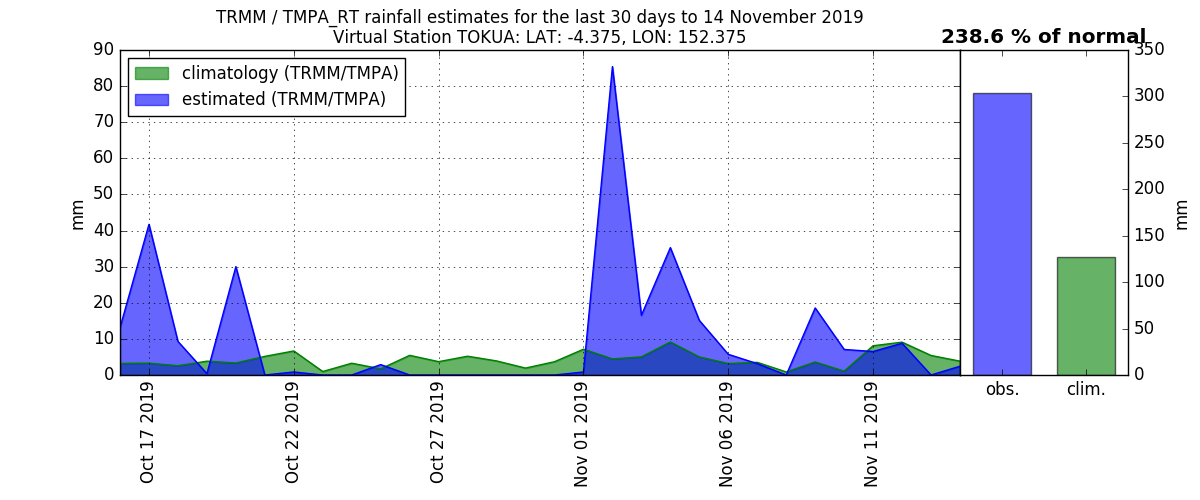 TRMM / TMPA_RT rainfall estimates for the last 30 days to 14 November 2019
Virtual Station TOKUA: LAT: -4.375, LON: 152.375
238.6 % of normal
climatology (TRMM/TMPA)
estimated (TRMM/TMPA)
90
80
70
60
50
40
30
20
10
0
mm
Oct 17 2019
Oct 22 2019
Oct 27 2019
Nov 01 2019
Nov 06 2019
Nov 11 2019
obs.
clim.
350
300
250
200
150
100
50
0
mm